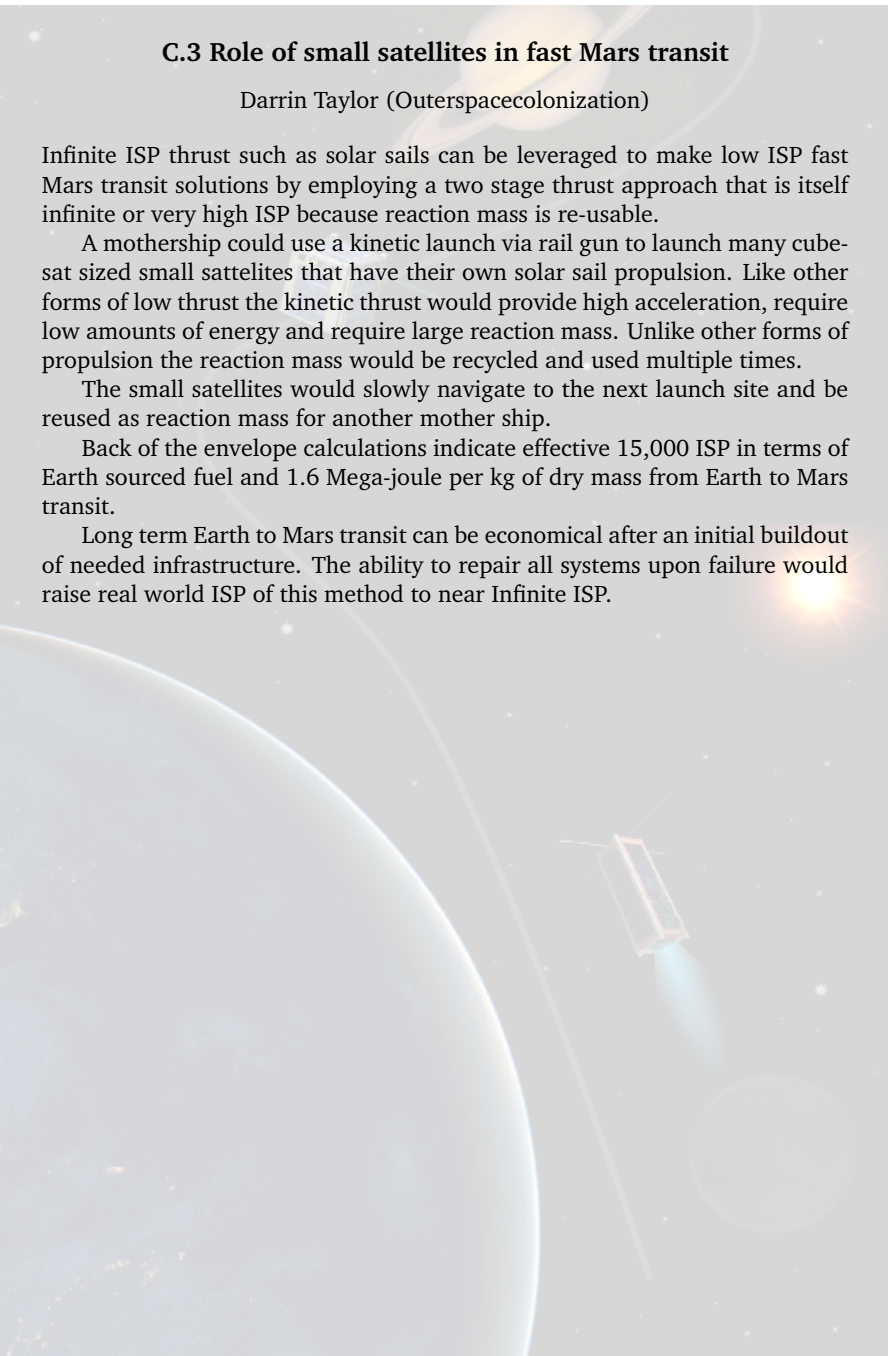 C.3 Role of small satellites in fast Mars transit
Darrin Taylor (Outerspacecolonization)
Infinite ISP thrust such as solar sails can be leveraged to make low ISP fast
Mars transit solutions by employing a two stage thrust approach that is itself
infinite or very high ISP because reaction mass is re-usable.
A mothership could use a kinetic launch via rail gun to launch many cube-
sat sized small sattelites that have their own solar sail propulsion. Like other
forms of low thrust the kinetic thrust would provide high acceleration, require
low amounts of energy and require large reaction mass. Unlike other forms of
propulsion the reaction mass would be recycled and used multiple times.
The small satellites would slowly navigate to the next launch site and be
reused as reaction mass for another mother ship.
Back of the envelope calculations indicate effective 15,000 ISP in terms of
Earth sourced fuel and 1.6 Mega-joule per kg of dry mass from Earth to Mars
transit.
Long term Earth to Mars transit can be economical after an initial buildout
of needed infrastructure. The ability to repair all systems upon failure would
raise real world ISP of this method to near Infinite ISP.